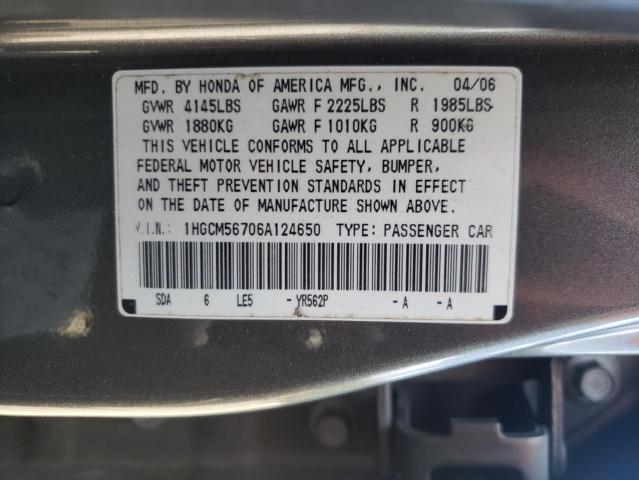 MFD. BY HONDA OF AMERICA MFG., INC. 04/06
GVWR 4145LBS GAWR F 2225LBS R 1985LBS
GVWR 1880KG GAWR F 1010KG R 900KG
THIS VEHICLE CONFORMS TO ALL APPLICABLE
FEDERAL MOTOR VEHICLE SAFETY, BUMPER,
AND THEFT PREVENTION STANDARDS IN EFFECT
ON THE DATE OF MANUFACTURE SHOWN ABOVE.
V.I.N.: 1HGCM56706A124650 TYPE: PASSENGER CAR
SDA 6 LE5 -YR562P -A -A